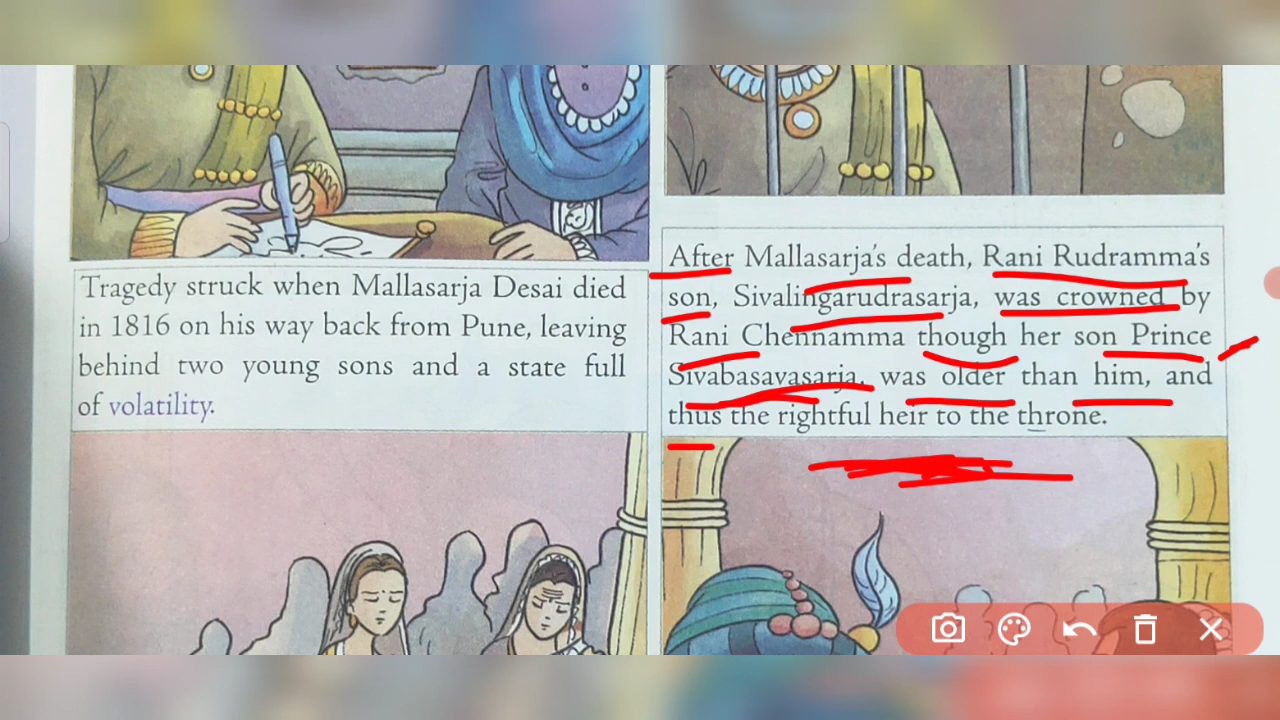 Tragedy struck when Mallasarja Desai died
in 1816 on his way back from Pune, leaving
behind two young sons and a state full
of volatility.
After Mallasarja's death, Rani Rudramma's
son, Sivalingarudrasarja, was crowned by
Rani Chennamma though her son Prince
Sivabasavasarja, was older than him, and
thus the rightful heir to the throne.